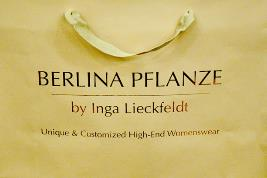 BERLINA PFLANZE
by Inga Lieckfeldt
Unique & Customized High-End Womenswear